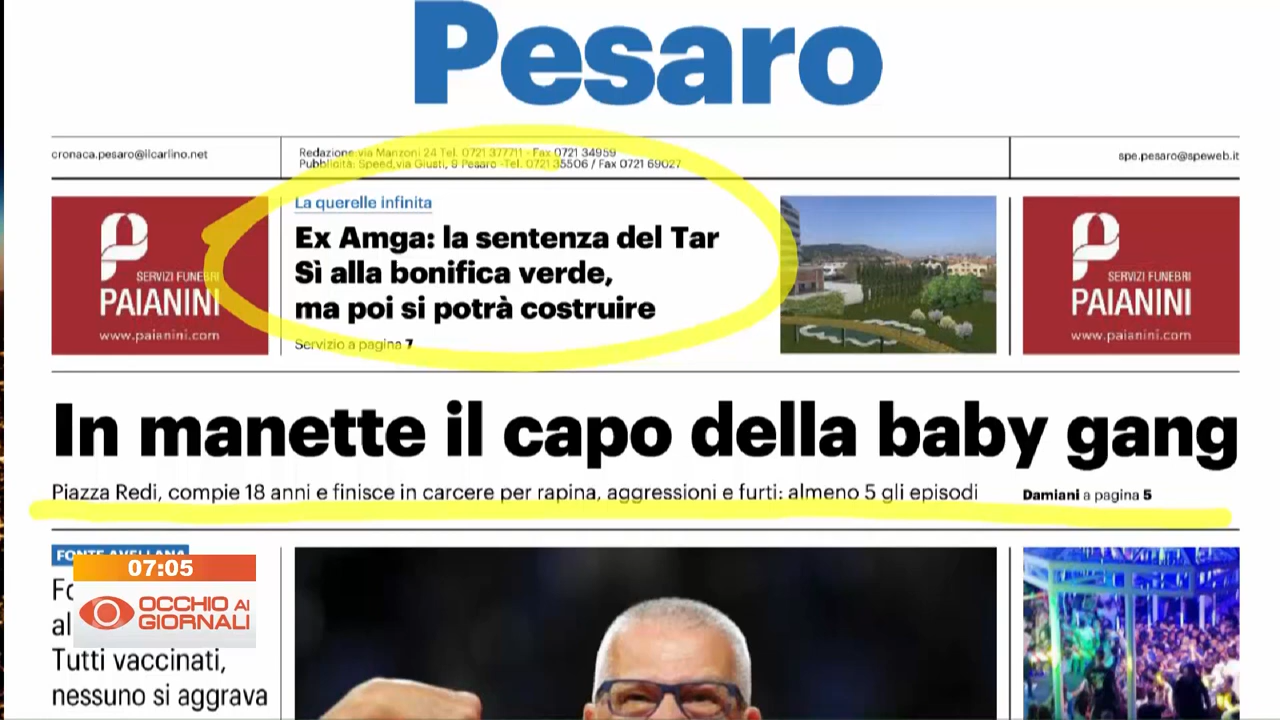 Pesaro
cronaca.pesaro@ilcarlino.net
Redazione via Manzoni 24 Tel. 0721 377711 - Fax 0721 34959
Pubblicità: Speed,via Giusti, 8 Pesaro -Tel. 0721 35506 / Fax 0721 69027
spe.pesaro@speweb.it
SERVIZI FUNEBRI
PAIANINI
www.paianini.com
La querelle infinita
Ex Amga: la sentenza del Tar
Sì alla bonifica verde,
ma poi si potrà costruire
Servizio a pagina 7
SERVIZI FUNEBRI
PAIANINI
www.paianini.com
In manette il capo della baby gang
Piazza Redi, compie 18 anni e finisce in carcere per rapina, aggressioni e furti: almeno 5 gli episodi
Damiani a pagina 5
FONTE AVELLANA
07:05
OCCHIO AI
GIORNALI
Tutti vaccinati,
nessuno si aggrava